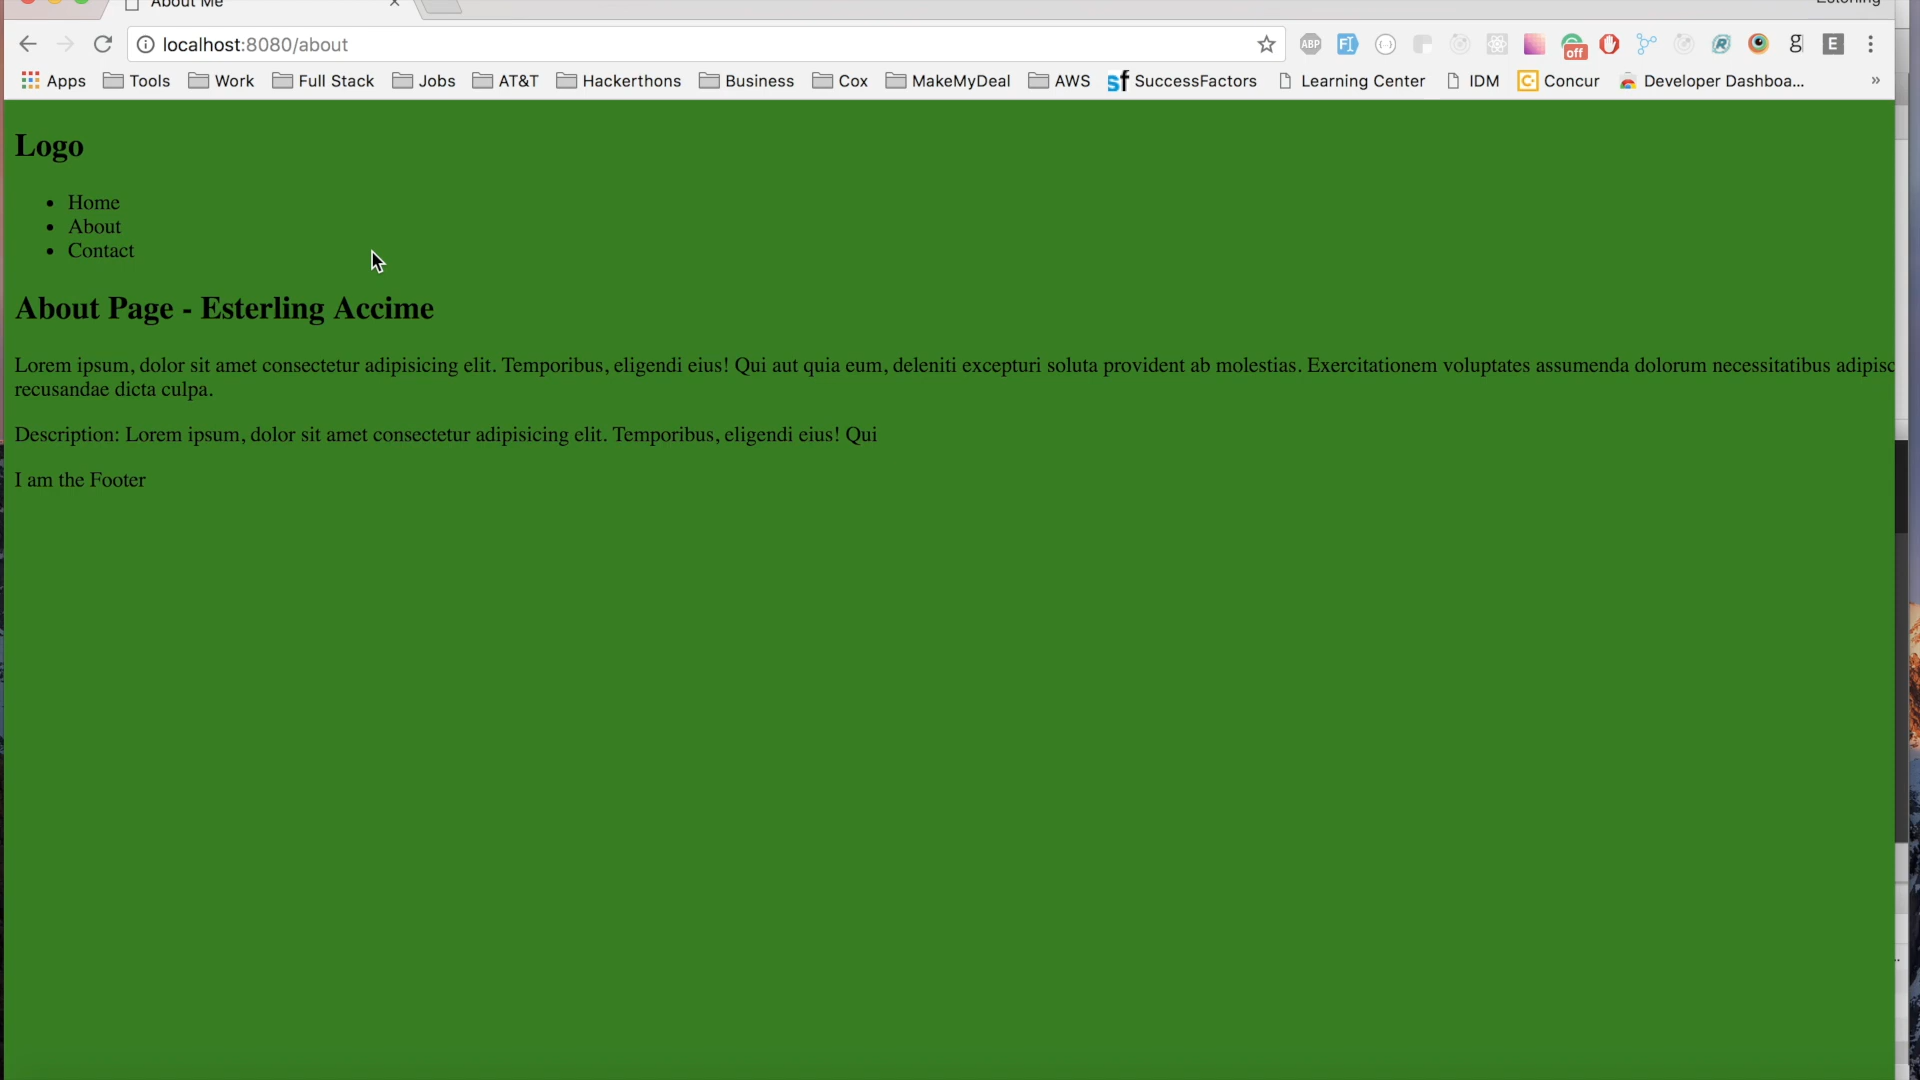 About Me
Esterling
localhost:8080/about
ABP
off
g
E
Apps Tools Work Full Stack Jobs AT&T Hackerthons Business Cox MakeMyDeal AWS SuccessFactors Learning Center IDM Concur Developer Dashboa... »
Logo
• Home
• About
• Contact
About Page - Esterling Accime
Lorem ipsum, dolor sit amet consectetur adipisicing elit. Temporibus, eligendi eius! Qui aut quia eum, deleniti excepturi soluta provident ab molestias. Exercitationem voluptates assumenda dolorum necessitatibus adipisc
recusandae dicta culpa.
Description: Lorem ipsum, dolor sit amet consectetur adipisicing elit. Temporibus, eligendi eius! Qui
I am the Footer